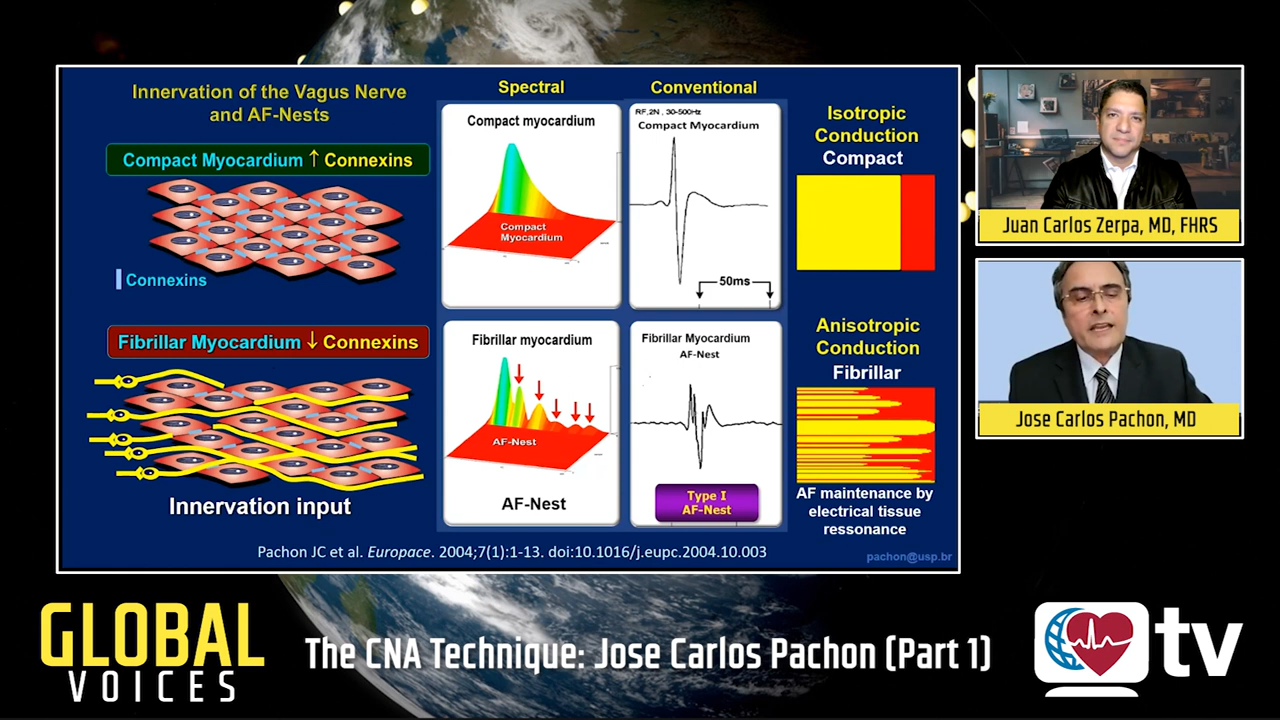 Innervation of the Vagus Nerve
and AF-Nests
Compact Myocardium ↑ Connexins
Connexins
Fibrillar Myocardium ↓ Connexins
Innervation input
Spectral
Compact myocardium
Compact
Myocardium
Fibrillar myocardium
AF-Nest
AF-Nest
Conventional
RF,2N , 30-500Hz
Compact Myocardium
50ms
Fibrillar Myocardium
AF-Nest
Type I
AF-Nest
Isotropic
Conduction
Compact
Anisotropic
Conduction
Fibrillar
AF maintenance by
electrical tissue
ressonance
Pachon JC et al. Europace. 2004;7(1):1-13. doi:10.1016/j.eupc.2004.10.003
pachon@usp.br
Juan Carlos Zerpa, MD, FHRS
Jose Carlos Pachon, MD
GLOBAL
VOICES
The CNA Technique: Jose Carlos Pachon (Part 1)
tv